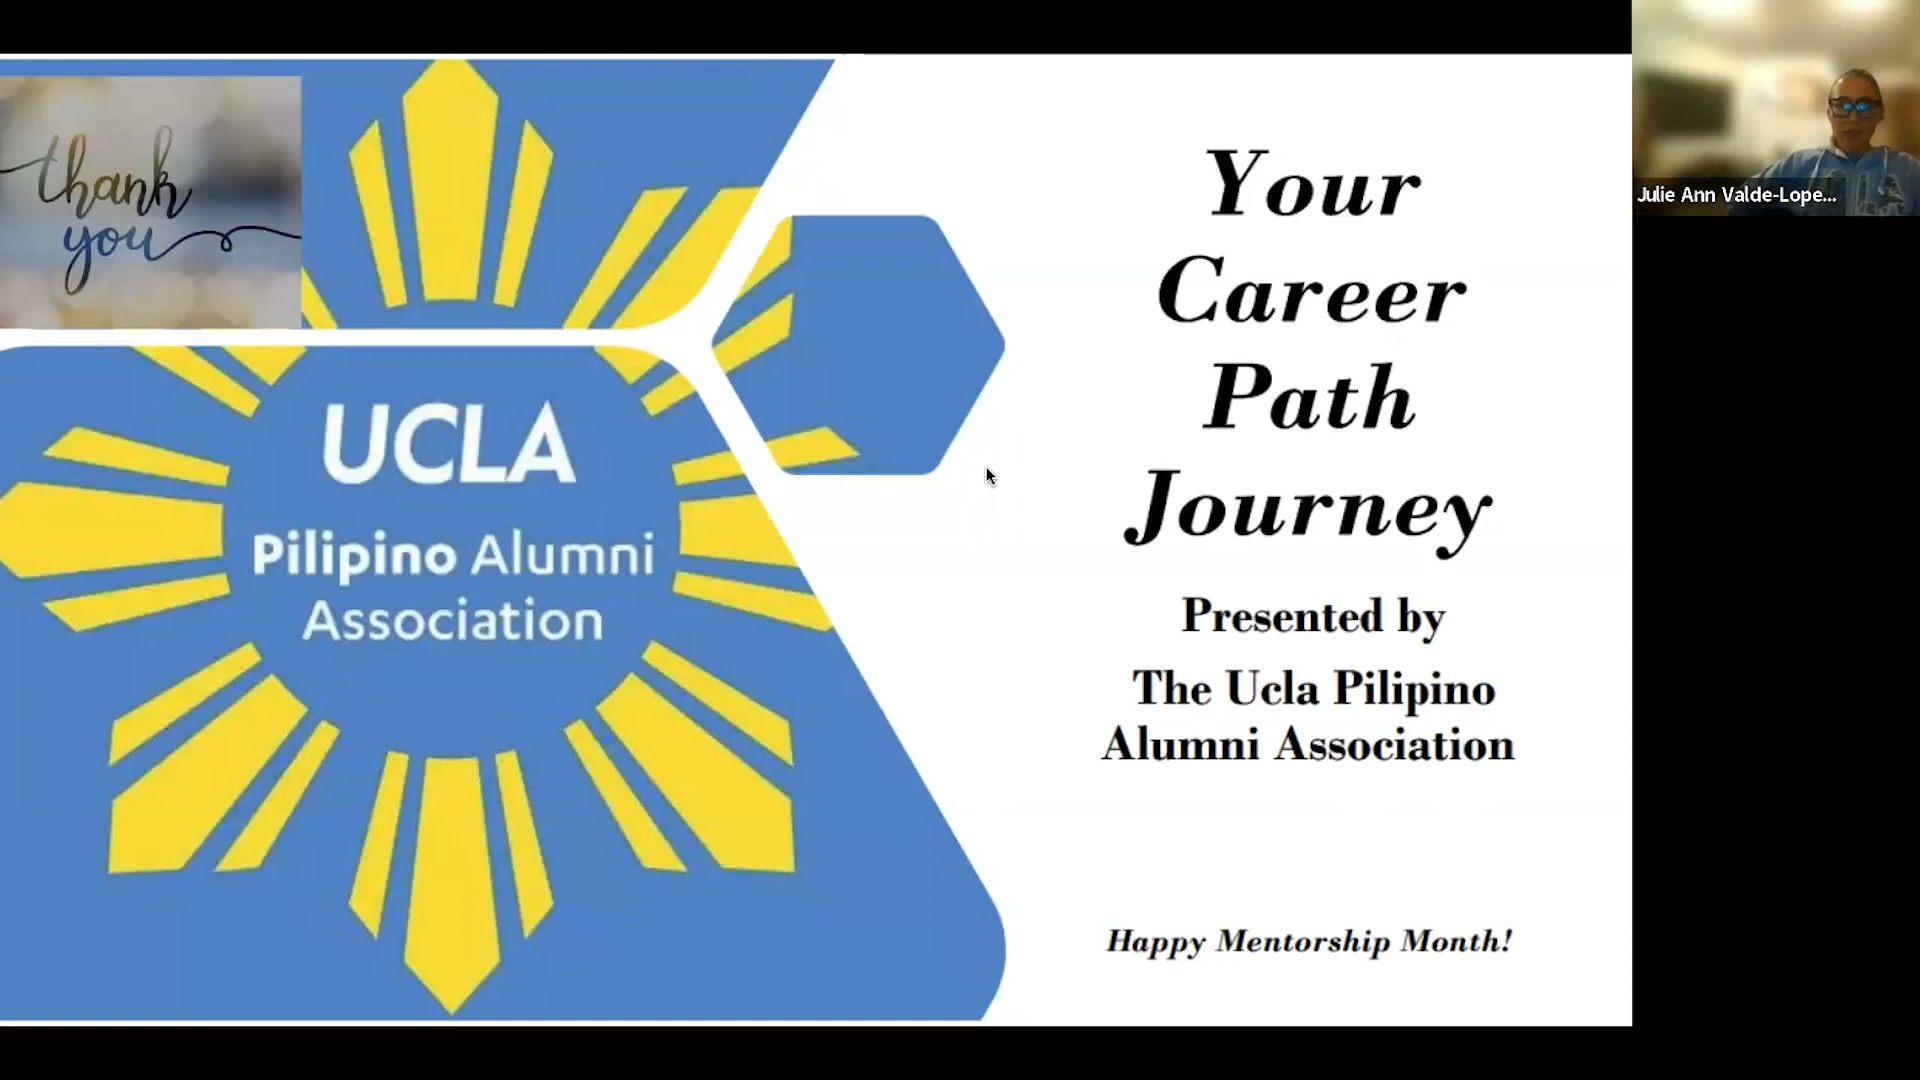 thank
you
UCLA
Pilipino Alumni
Association
Your
Career
Path
Journey
Presented by
The Ucla Pilipino
Alumni Association
Happy Mentorship Month!
Julie Ann Valde-Lope...